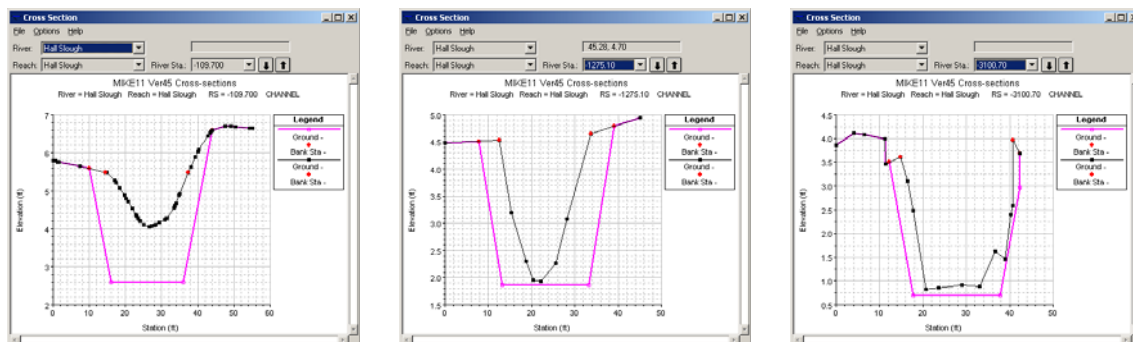 Cross Section
File Options Help
River: Hall Slough
Reach: Hall Slough River Sta.: -109.700
MIKE11 Ver45 Cross-sections
River = Hall Slough Reach = Hall Slough RS = -109.700 CHANNEL
Legend
Ground -
Bank Sta -
Ground -
Bank Sta -
Elevation (ft)
7
6
5
4
3
2
0 10 20 30 40 50 60
Station (ft)
Cross Section
File Options Help
River: Hall Slough 45.28, 4.70
Reach: Hall Slough River Sta.: -1275.10
MIKE11 Ver45 Cross-sections
River = Hall Slough Reach = Hall Slough RS = -1275.10 CHANNEL
Legend
Ground -
Bank Sta -
Ground -
Bank Sta -
Elevation (ft)
5.0
4.5
4.0
3.5
3.0
2.5
2.0
1.5
0 10 20 30 40 50
Station (ft)
Cross Section
File Options Help
River: Hall Slough
Reach: Hall Slough River Sta.: -3100.70
MIKE11 Ver45 Cross-sections
River = Hall Slough Reach = Hall Slough RS = -3100.70 CHANNEL
Legend
Ground -
Bank Sta -
Ground -
Bank Sta -
Elevation (ft)
4.5
4.0
3.5
3.0
2.5
2.0
1.5
1.0
0.5
0 10 20 30 40 50
Station (ft)